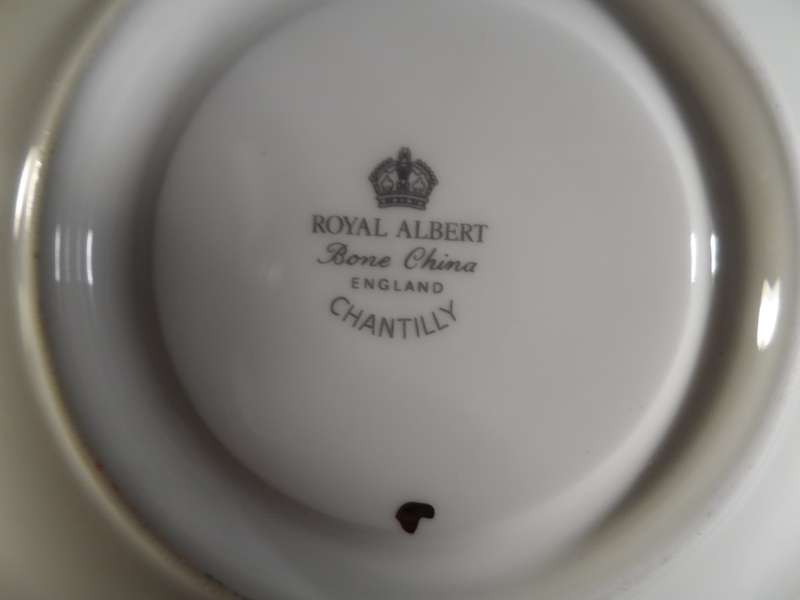 ROYAL ALBERT
Bone China
ENGLAND
CHANTILLY